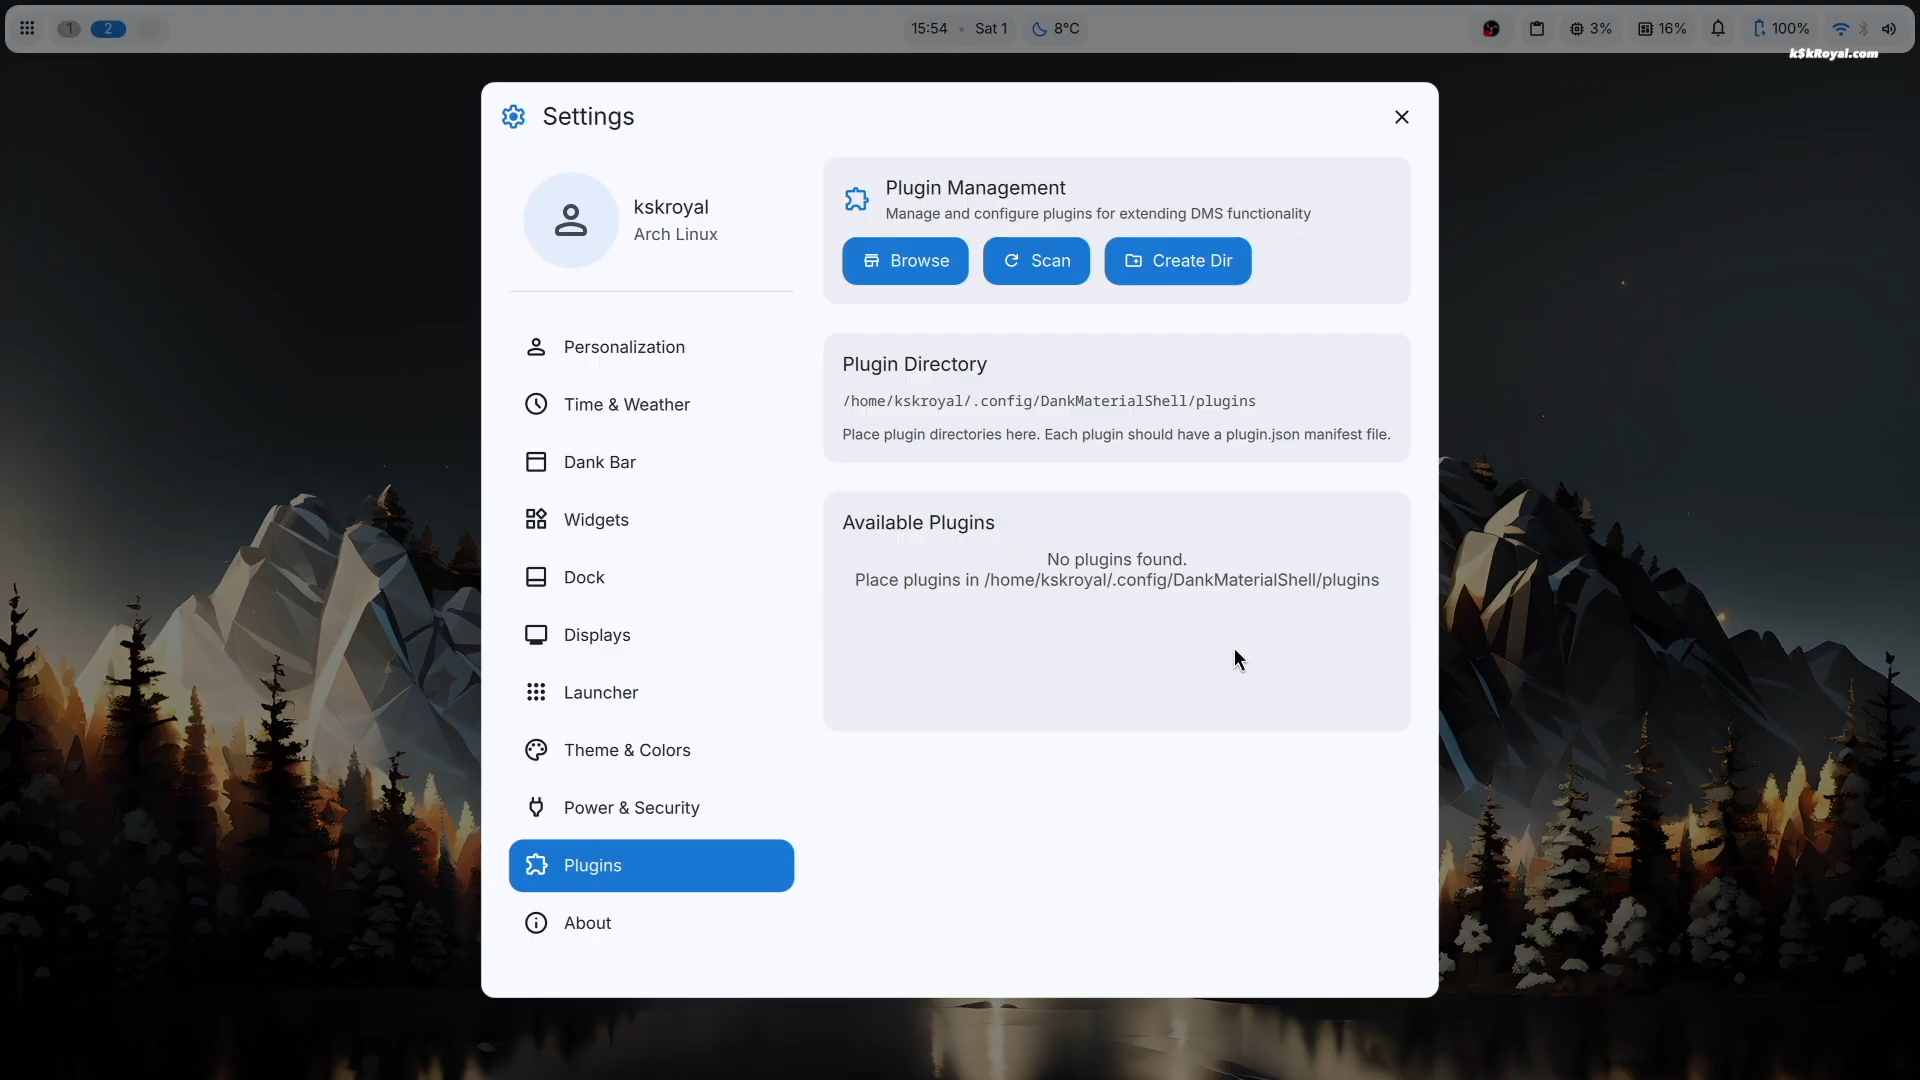 1
2
15:54 • Sat 1
8°C
3%
16%
100%
kSkRoyal.com
Settings
kskroyal
Arch Linux
Personalization
Time & Weather
Dank Bar
Widgets
Dock
Displays
Launcher
Theme & Colors
Power & Security
Plugins
About
Plugin Management
Manage and configure plugins for extending DMS functionality
Browse
Scan
Create Dir
Plugin Directory
/home/kskroyal/.config/DankMaterialShell/plugins
Place plugin directories here. Each plugin should have a plugin.json manifest file.
Available Plugins
No plugins found.
Place plugins in /home/kskroyal/.config/DankMaterialShell/plugins